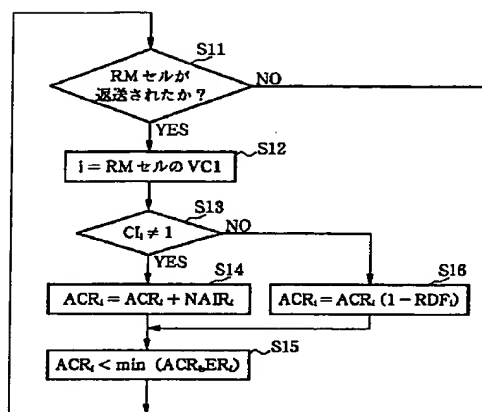 S11
RMセルが
返送されたか?
NO
YES
S12
i=RMセルのVC1
S13
CIᵢ≠1
NO
YES
S14
ACRᵢ=ACRᵢ+NAIRᵢ
S16
ACRᵢ=ACRᵢ(1-RDFᵢ)
S15
ACRᵢ<min (ACRᵢ,ERᵢ)